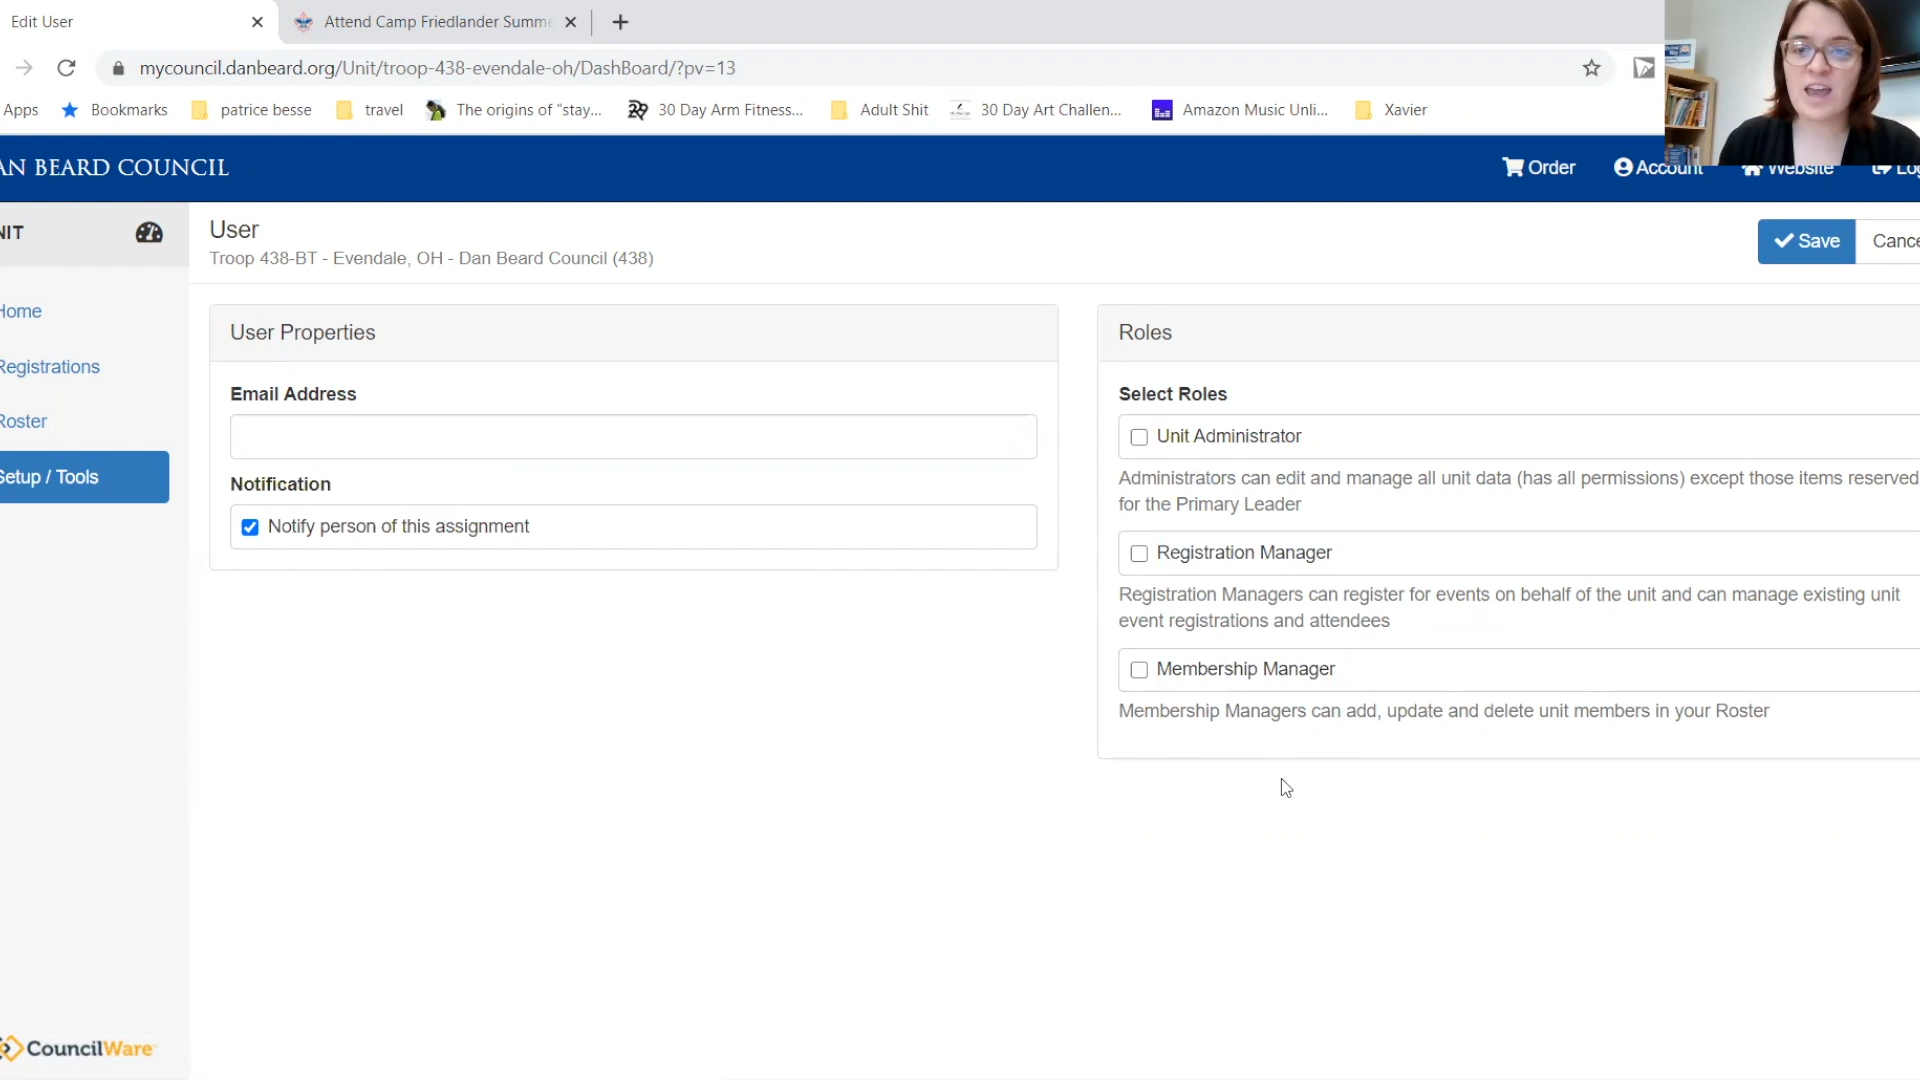 Edit User
Attend Camp Friedlander Summe
mycouncil.danbeard.org/Unit/troop-438-evendale-oh/DashBoard/?pv=13
Apps Bookmarks patrice besse travel The origins of "stay... 30 Day Arm Fitness... Adult Shit 30 Day Art Challen... Amazon Music Unli... Xavier
AN BEARD COUNCIL
Order Account Website Log
NIT
User
Troop 438-BT - Evendale, OH - Dan Beard Council (438)
Save Cance
Home
Registrations
Roster
Setup / Tools
User Properties
Email Address
Notification
Notify person of this assignment
Roles
Select Roles
Unit Administrator
Administrators can edit and manage all unit data (has all permissions) except those items reserved
for the Primary Leader
Registration Manager
Registration Managers can register for events on behalf of the unit and can manage existing unit
event registrations and attendees
Membership Manager
Membership Managers can add, update and delete unit members in your Roster
CouncilWare